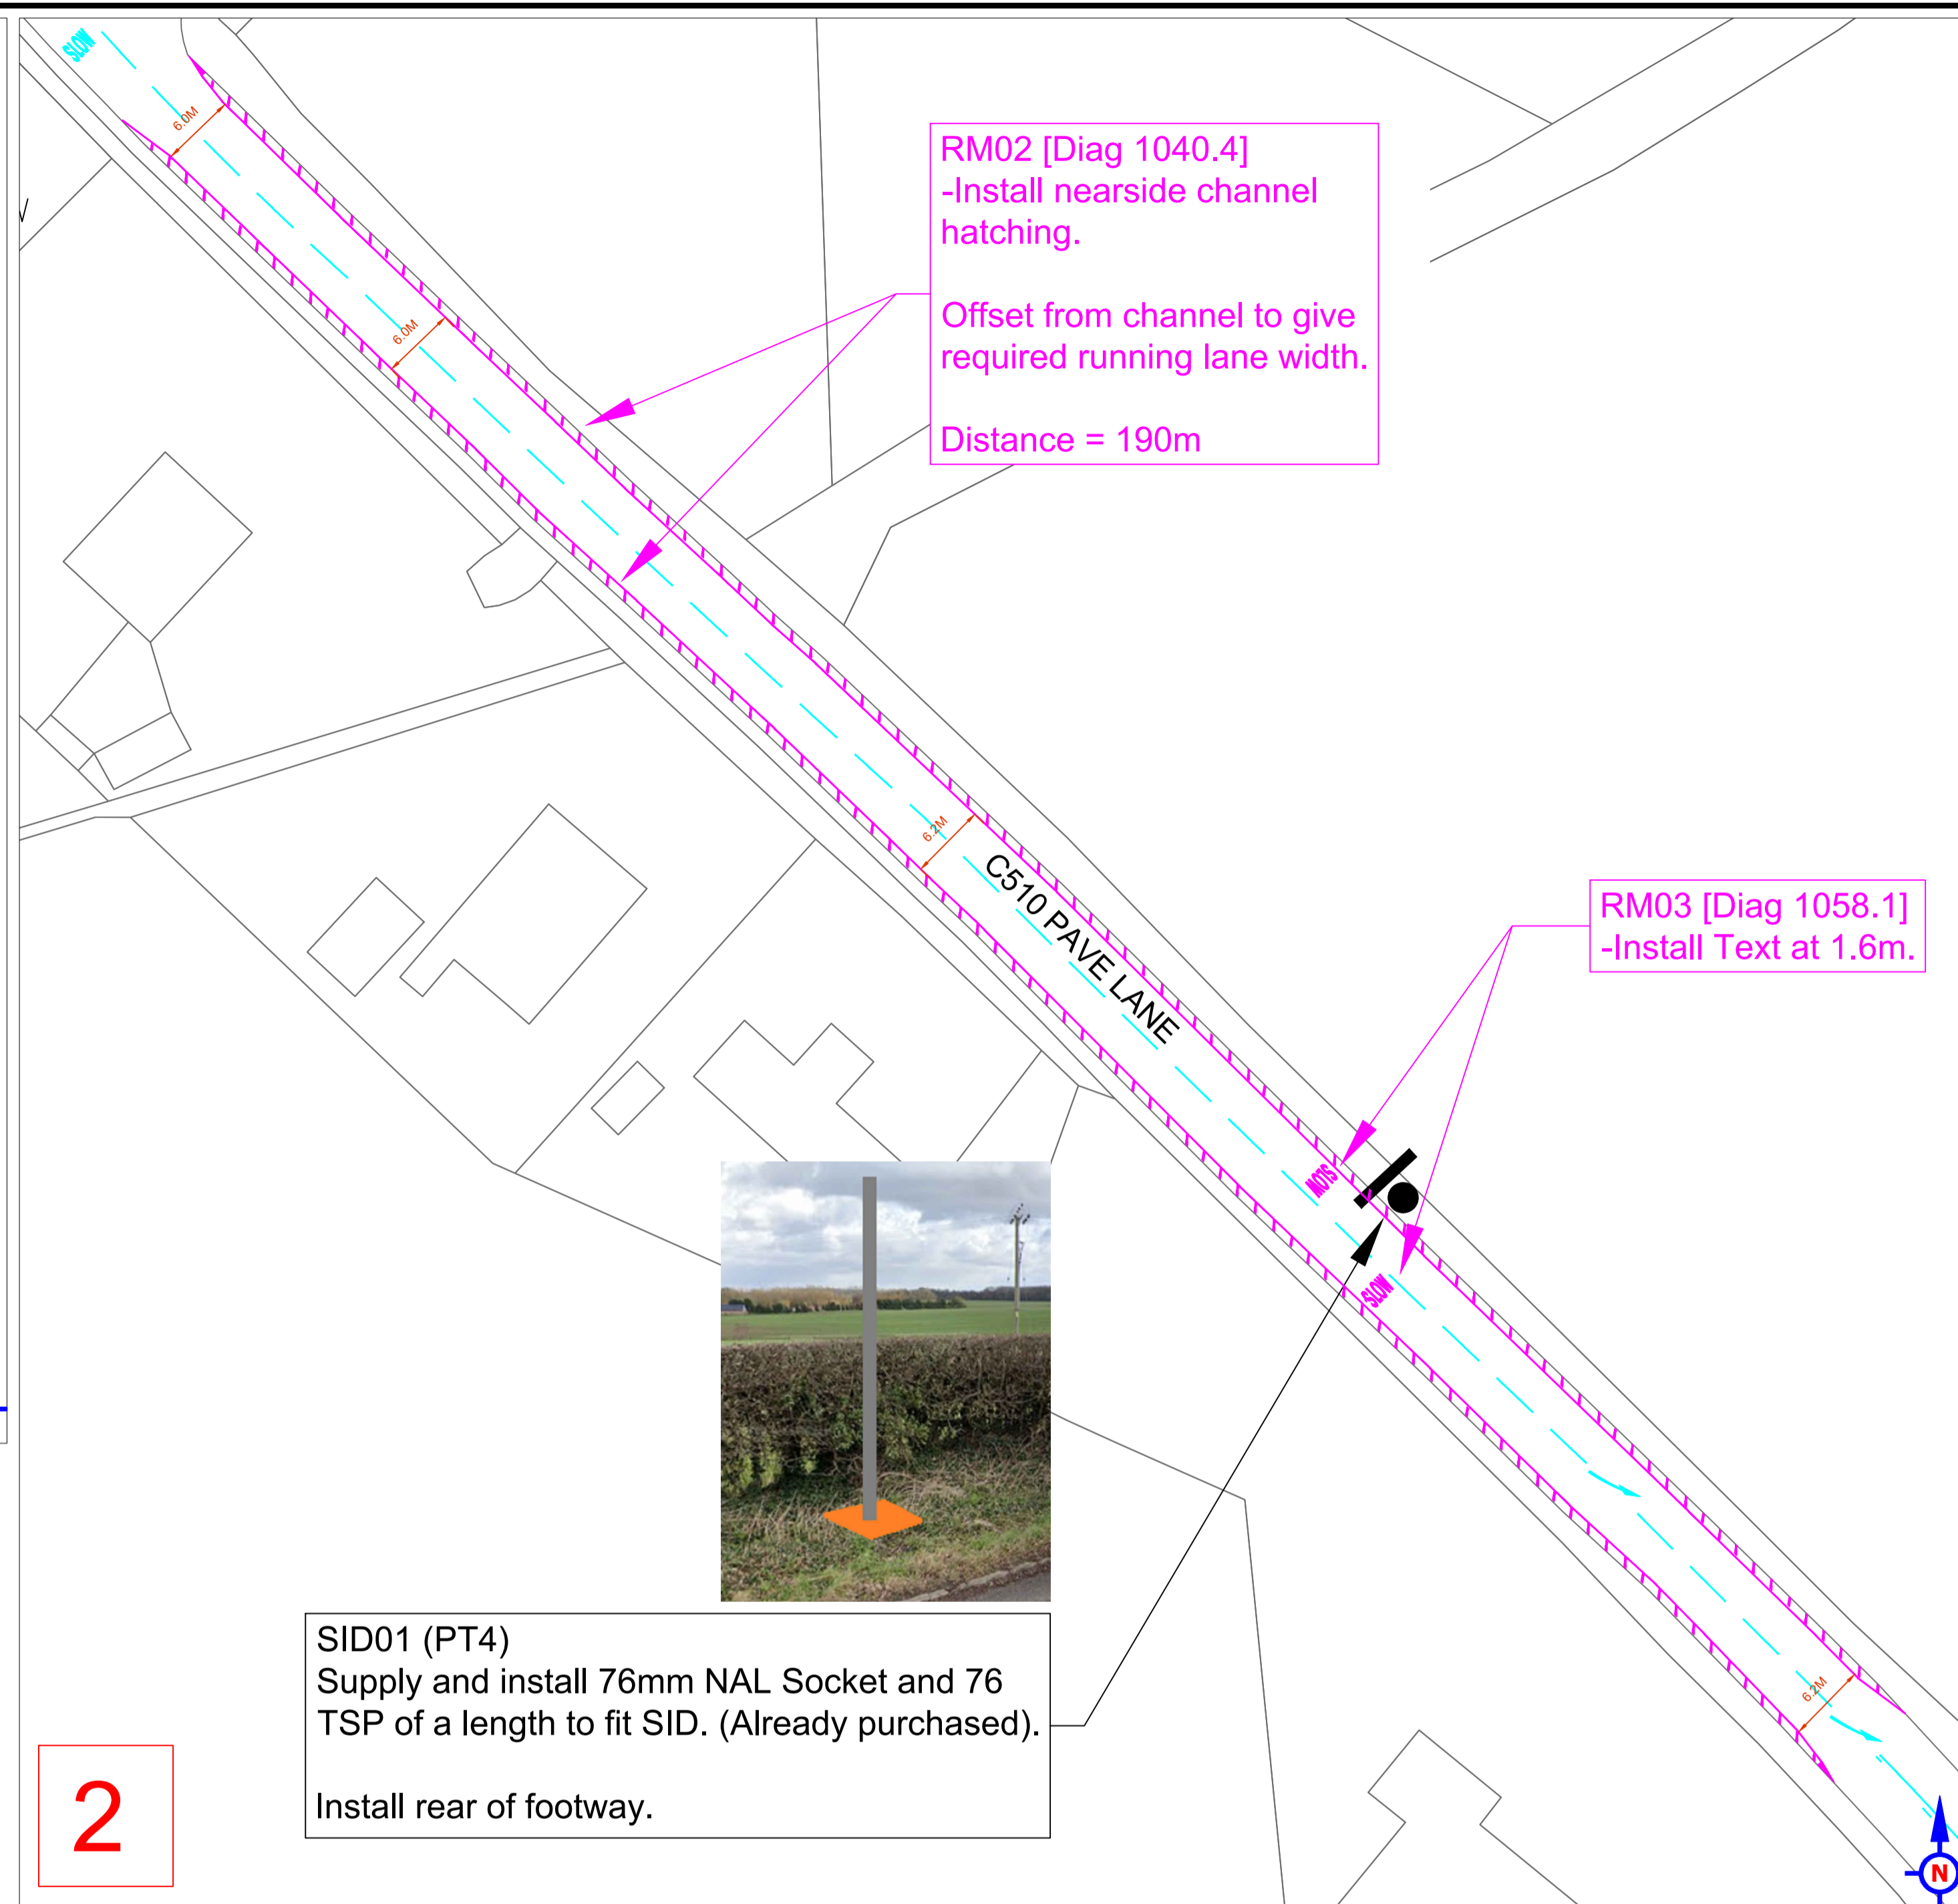 SLOW
6.0M
RM02 [Diag 1040.4]
-Install nearside channel
hatching.
Offset from channel to give
required running lane width.
Distance = 190m
6.0M
6.2M
C510 PAVE LANE
RM03 [Diag 1058.1]
-Install Text at 1.6m.
SLOW
SLOW
SID01 (PT4)
Supply and install 76mm NAL Socket and 76
TSP of a length to fit SID. (Already purchased).
Install rear of footway.
6.2M
2
N